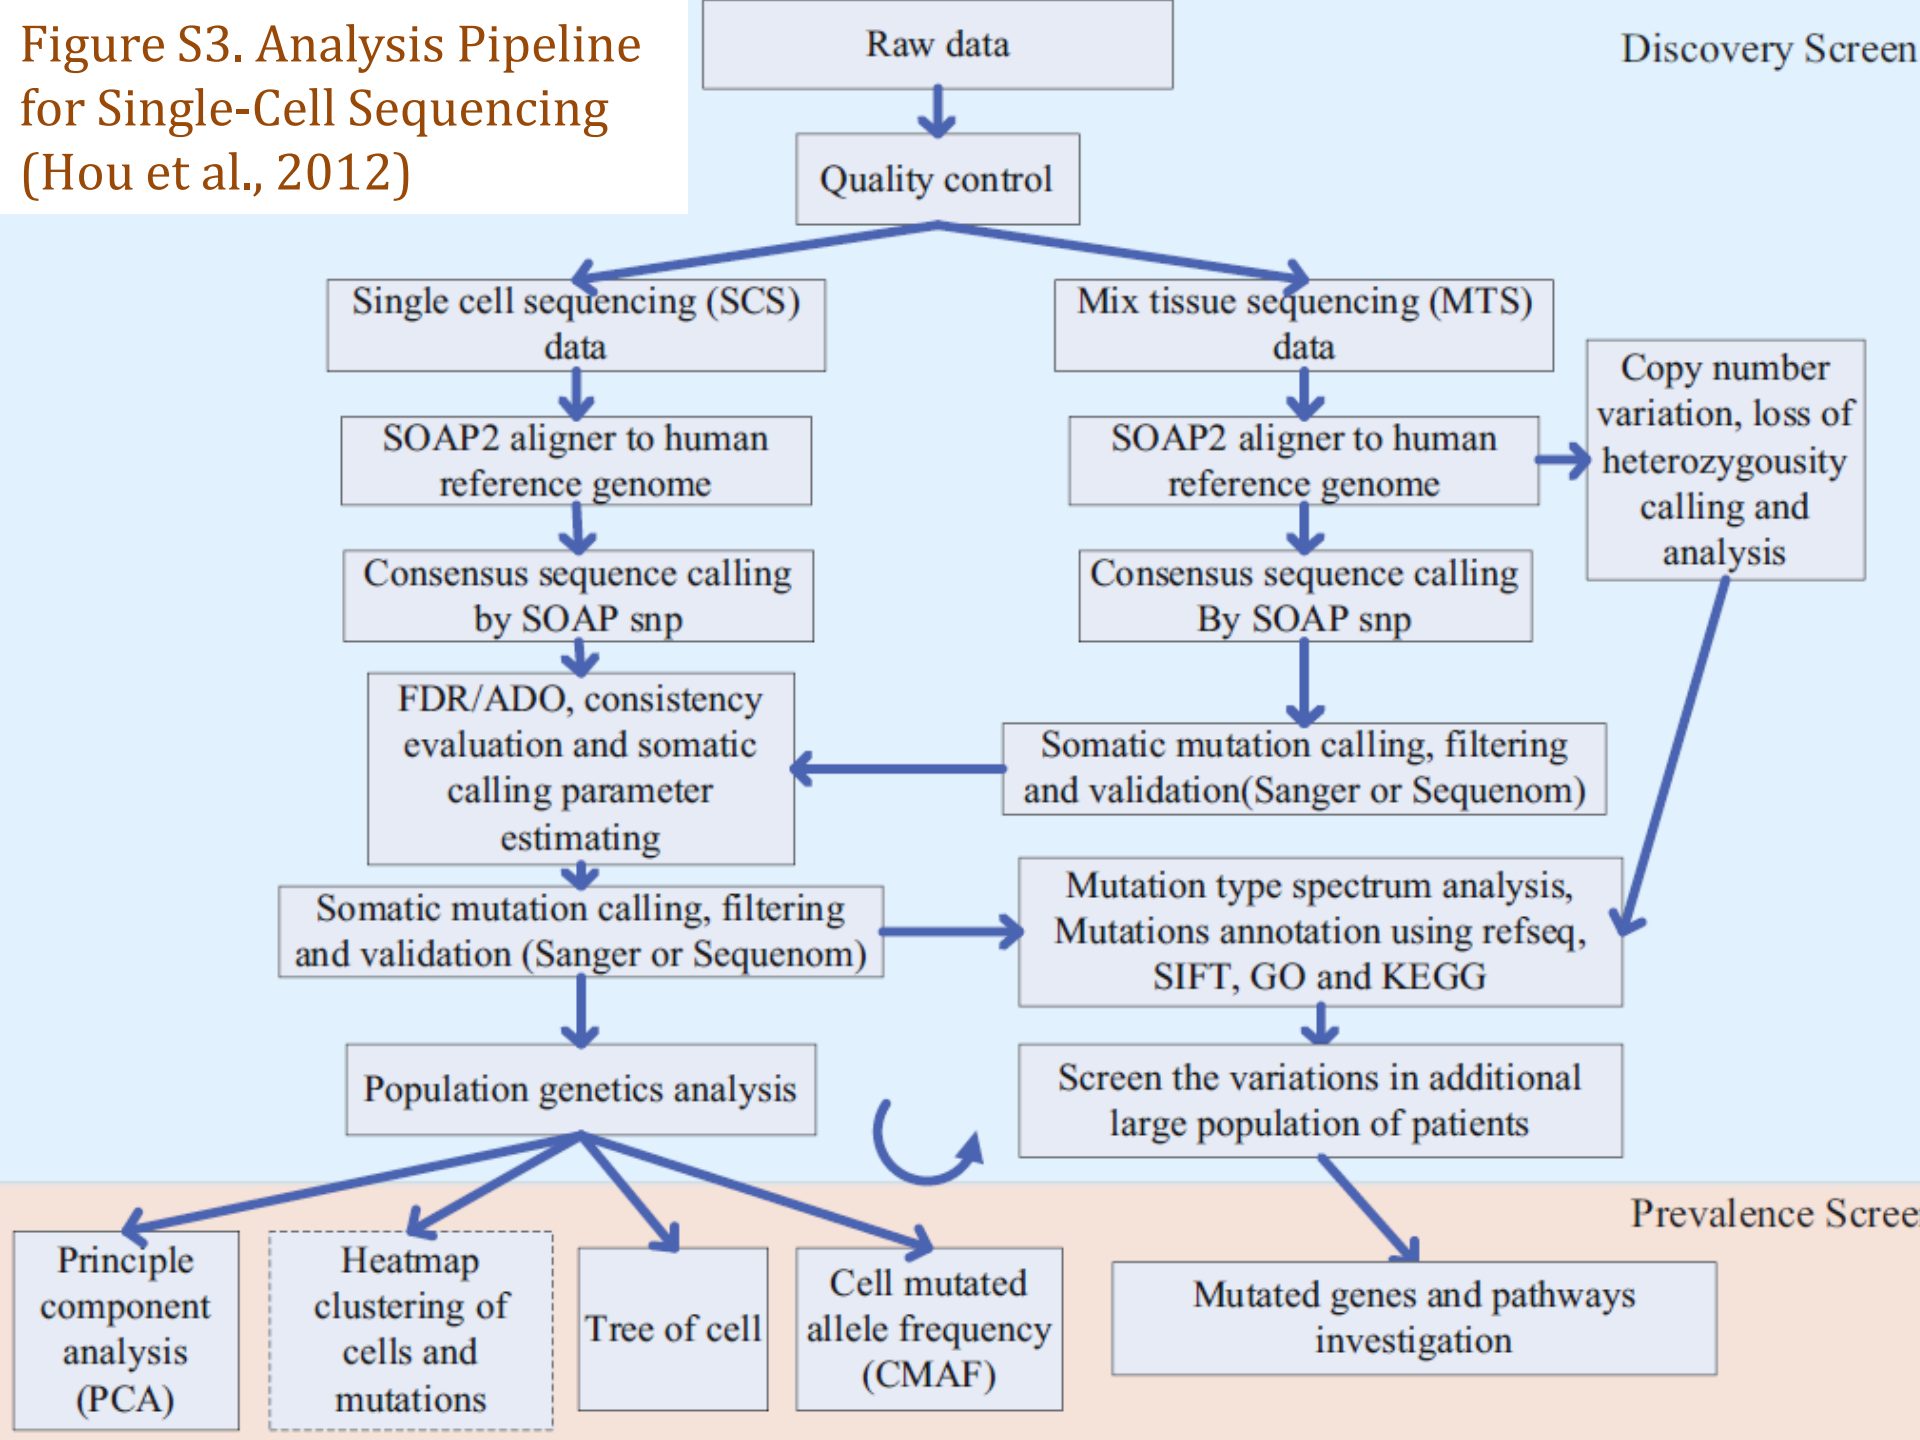 Figure S3. Analysis Pipeline
for Single-Cell Sequencing
(Hou et al., 2012)
Raw data
Discovery Screen
Quality control
Single cell sequencing (SCS)
data
Mix tissue sequencing (MTS)
data
Copy number
variation, loss of
heterozygousity
calling and
analysis
SOAP2 aligner to human
reference genome
SOAP2 aligner to human
reference genome
Consensus sequence calling
by SOAP snp
Consensus sequence calling
By SOAP snp
FDR/ADO, consistency
evaluation and somatic
calling parameter
estimating
Somatic mutation calling, filtering
and validation(Sanger or Sequenom)
Somatic mutation calling, filtering
and validation (Sanger or Sequenom)
Mutation type spectrum analysis,
Mutations annotation using refseq,
SIFT, GO and KEGG
Population genetics analysis
Screen the variations in additional
large population of patients
Prevalence Scree
Principle
component
analysis
(PCA)
Heatmap
clustering of
cells and
mutations
Tree of cell
Cell mutated
allele frequency
(CMAF)
Mutated genes and pathways
investigation